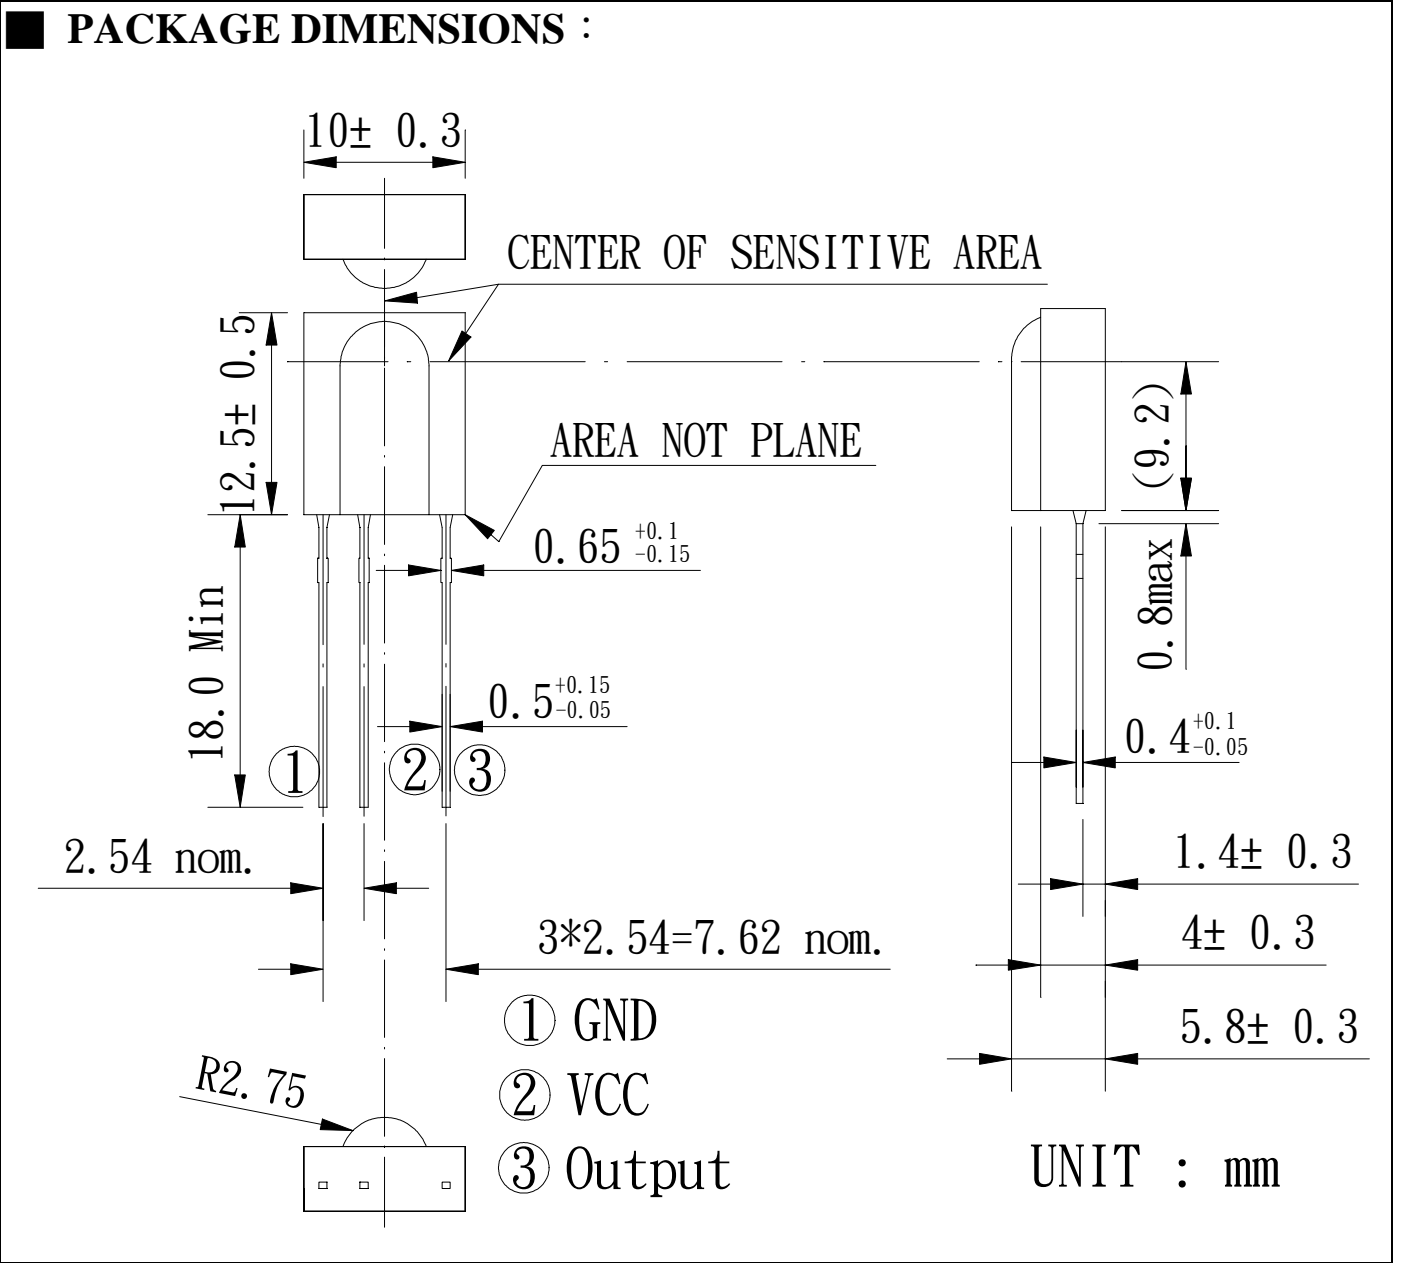 ■ PACKAGE DIMENSIONS：
10± 0.3
CENTER OF SENSITIVE AREA
12.5± 0.5
AREA NOT PLANE
(9.2)
0.65 +0.1 -0.15
0.8max
18.0 Min
0.5 +0.15 -0.05
0.4 +0.1 -0.05
① ② ③
2.54 nom.
1.4± 0.3
3*2.54=7.62 nom.
4± 0.3
① GND
5.8± 0.3
R2.75
② VCC
③ Output
UNIT : mm